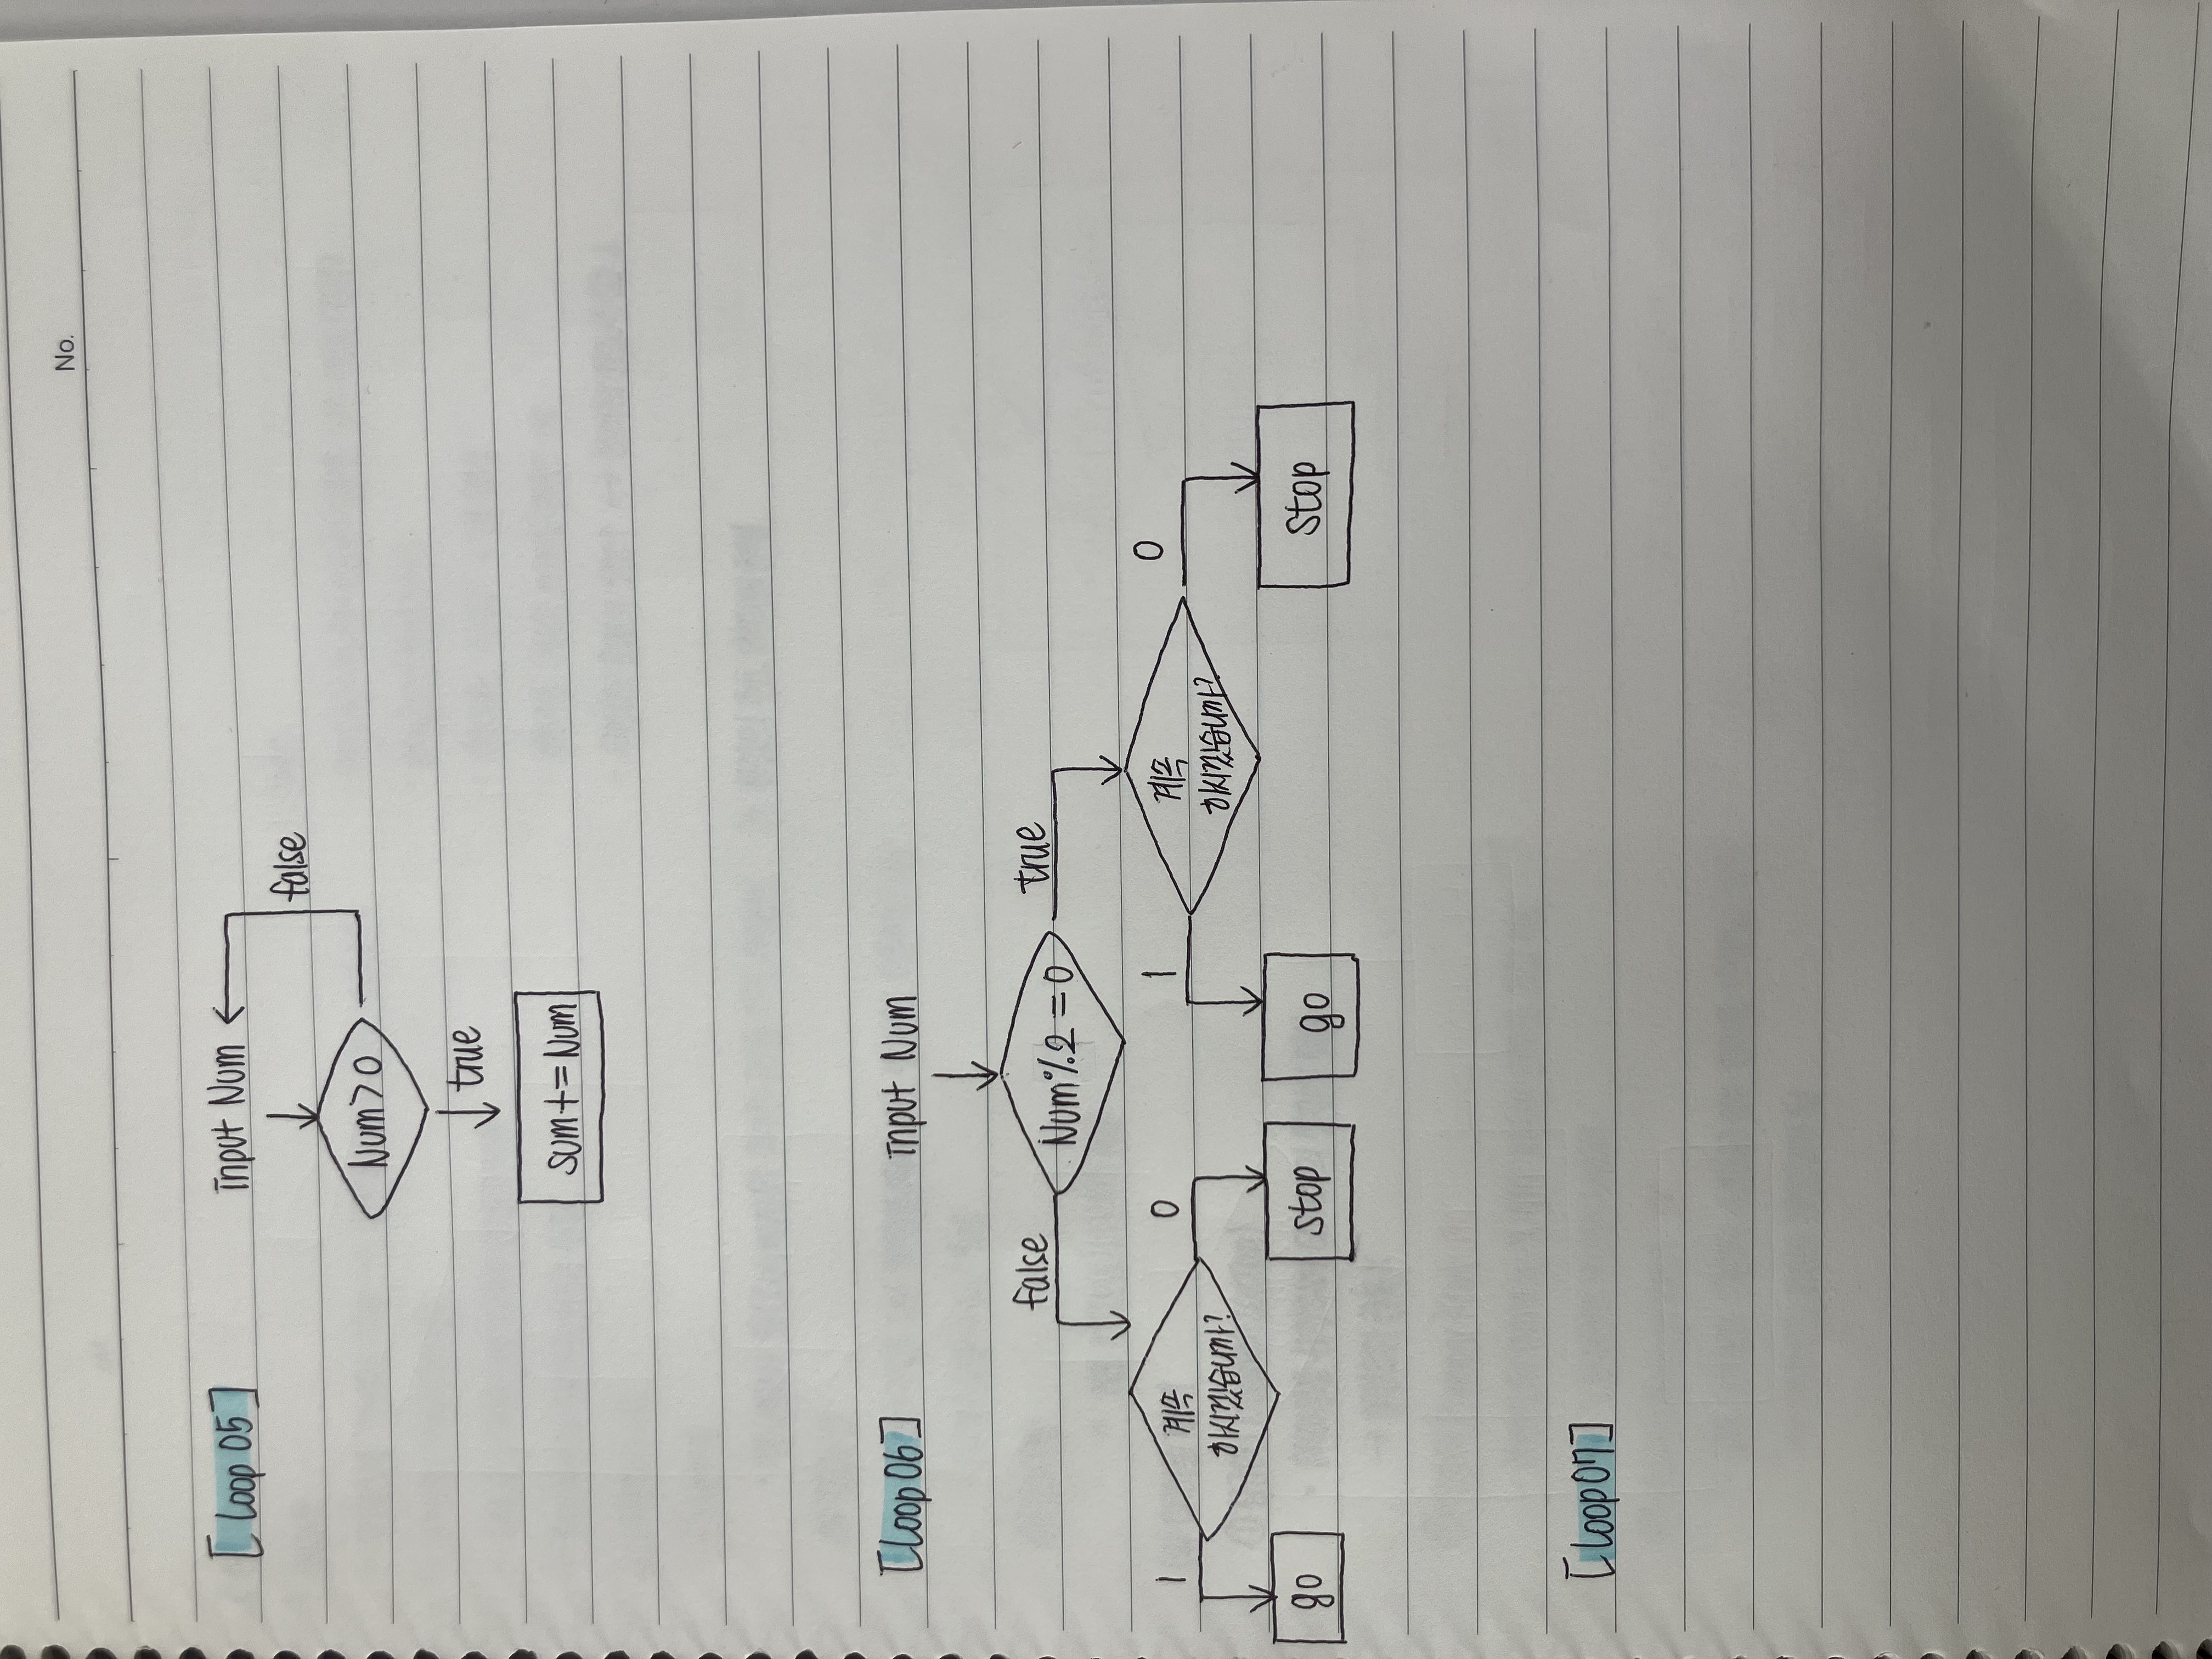 No.
[Loop 05]
input Num
false
Num>0
true
sum+=Num
[Loop 06]
input Num
false
Num%2=0
true
1
계속
하시겠습니까?
0
1
계속
하시겠습니까?
0
go
stop
go
stop
[Loop 07]